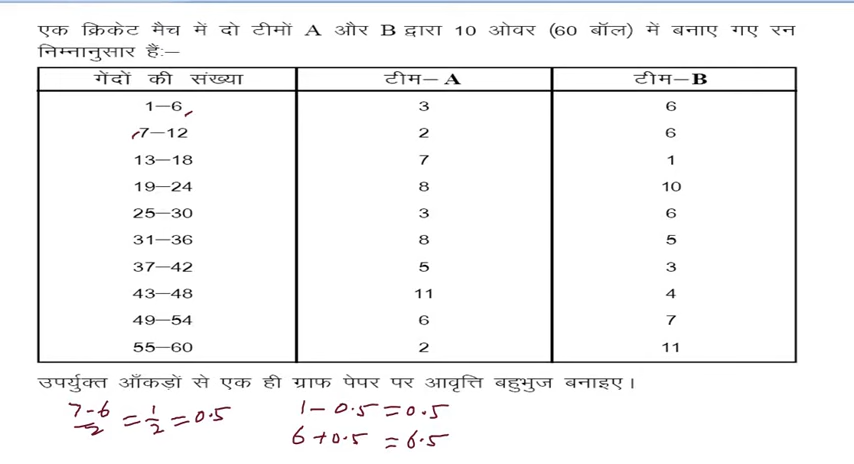 एक क्रिकेट मैच में दो टीमों A और B द्वारा 10 ओवर (60 बॉल) में बनाए गए रन
निम्नानुसार हैं:—
गेंदों की संख्या टीम—A टीम—B
1—6 3 6
7—12 2 6
13—18 7 1
19—24 8 10
25—30 3 6
31—36 8 5
37—42 5 3
43—48 11 4
49—54 6 7
55—60 2 11
उपर्युक्त आँकड़ों से एक ही ग्राफ पेपर पर आवृत्ति बहुभुज बनाइए।
7-6/2 = 1/2 = 0.5 1 - 0.5 = 0.5
6 + 0.5 = 6.5